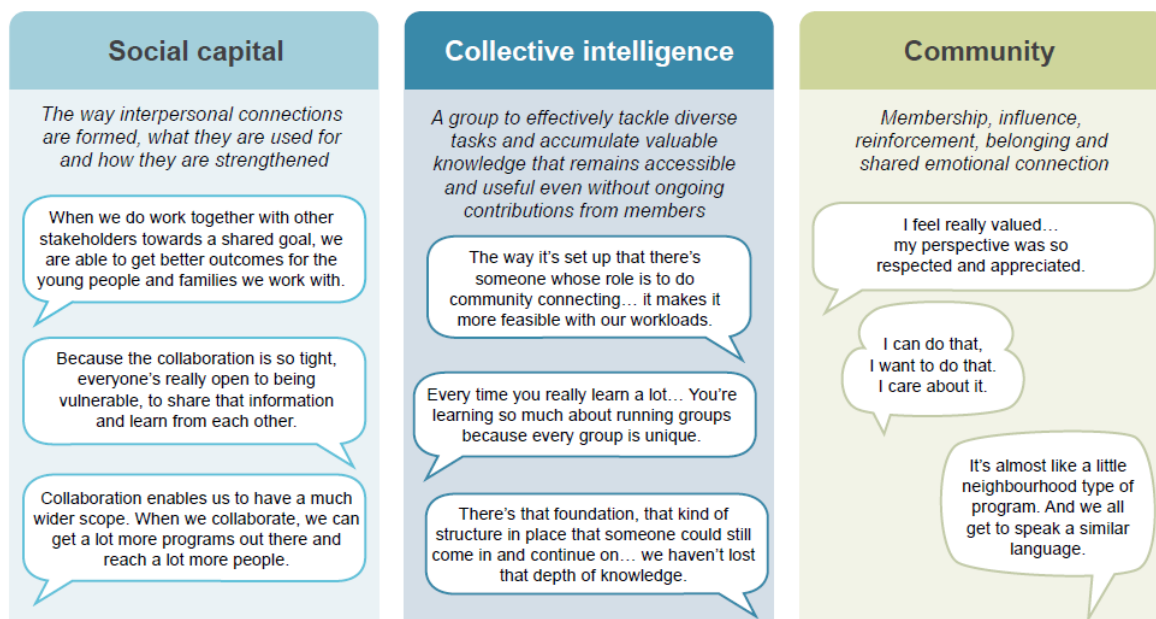 Social capital
The way interpersonal connections
are formed, what they are used for
and how they are strengthened
When we do work together with other
stakeholders towards a shared goal, we
are able to get better outcomes for the
young people and families we work with.
Because the collaboration is so tight,
everyone's really open to being
vulnerable, to share that information
and learn from each other.
Collaboration enables us to have a much
wider scope. When we collaborate, we can
get a lot more programs out there and
reach a lot more people.
Collective intelligence
A group to effectively tackle diverse
tasks and accumulate valuable
knowledge that remains accessible
and useful even without ongoing
contributions from members
The way it's set up that there's
someone whose role is to do
community connecting… it makes it
more feasible with our workloads.
Every time you really learn a lot… You're
learning so much about running groups
because every group is unique.
There's that foundation, that kind of
structure in place that someone could still
come in and continue on… we haven't lost
that depth of knowledge.
Community
Membership, influence,
reinforcement, belonging and
shared emotional connection
I feel really valued…
my perspective was so
respected and appreciated.
I can do that,
I want to do that.
I care about it.
It's almost like a little
neighbourhood type of
program. And we all
get to speak a similar
language.